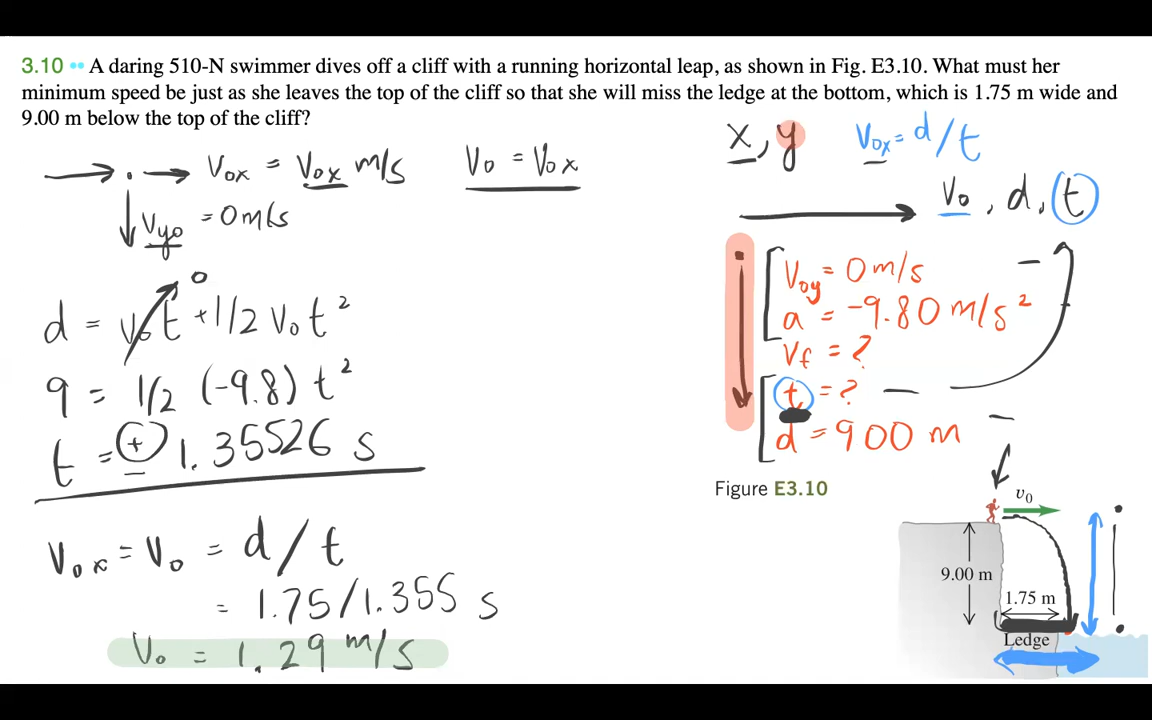 3.10 •• A daring 510-N swimmer dives off a cliff with a running horizontal leap, as shown in Fig. E3.10. What must her
minimum speed be just as she leaves the top of the cliff so that she will miss the ledge at the bottom, which is 1.75 m wide and
9.00 m below the top of the cliff?
x, y
Vox = d/t
Vox = Vox m/s
Vo = Vox
Vo, d, t
Vyo = 0m/s
Voy = 0m/s
a = -9.80 m/s²
Vf = ?
t = ?
d = 900 m
0
d = Vot + 1/2 Vo t²
9 = 1/2 (-9.8) t²
t = + 1.35526 s
Vox = Vo = d/t
= 1.75/1.355 s
Vo = 1.29 m/s
Figure E3.10
v0
9.00 m
1.75 m
Ledge